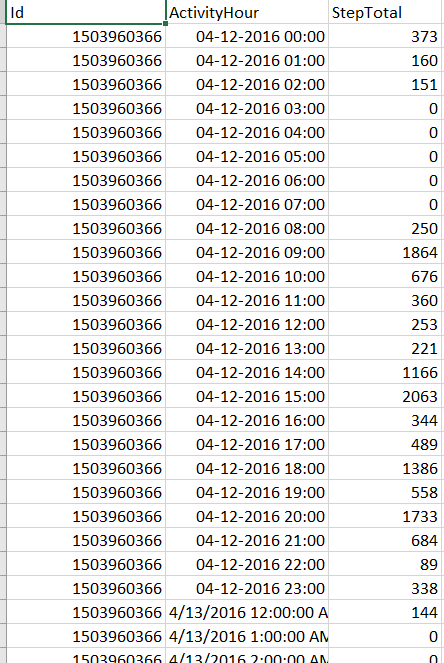 Id ActivityHour StepTotal
1503960366 04-12-2016 00:00 373
1503960366 04-12-2016 01:00 160
1503960366 04-12-2016 02:00 151
1503960366 04-12-2016 03:00 0
1503960366 04-12-2016 04:00 0
1503960366 04-12-2016 05:00 0
1503960366 04-12-2016 06:00 0
1503960366 04-12-2016 07:00 0
1503960366 04-12-2016 08:00 250
1503960366 04-12-2016 09:00 1864
1503960366 04-12-2016 10:00 676
1503960366 04-12-2016 11:00 360
1503960366 04-12-2016 12:00 253
1503960366 04-12-2016 13:00 221
1503960366 04-12-2016 14:00 1166
1503960366 04-12-2016 15:00 2063
1503960366 04-12-2016 16:00 344
1503960366 04-12-2016 17:00 489
1503960366 04-12-2016 18:00 1386
1503960366 04-12-2016 19:00 558
1503960366 04-12-2016 20:00 1733
1503960366 04-12-2016 21:00 684
1503960366 04-12-2016 22:00 89
1503960366 04-12-2016 23:00 338
1503960366 4/13/2016 12:00:00 A 144
1503960366 4/13/2016 1:00:00 AM 0
1503960366 4/13/2016 2:00:00 AM 0